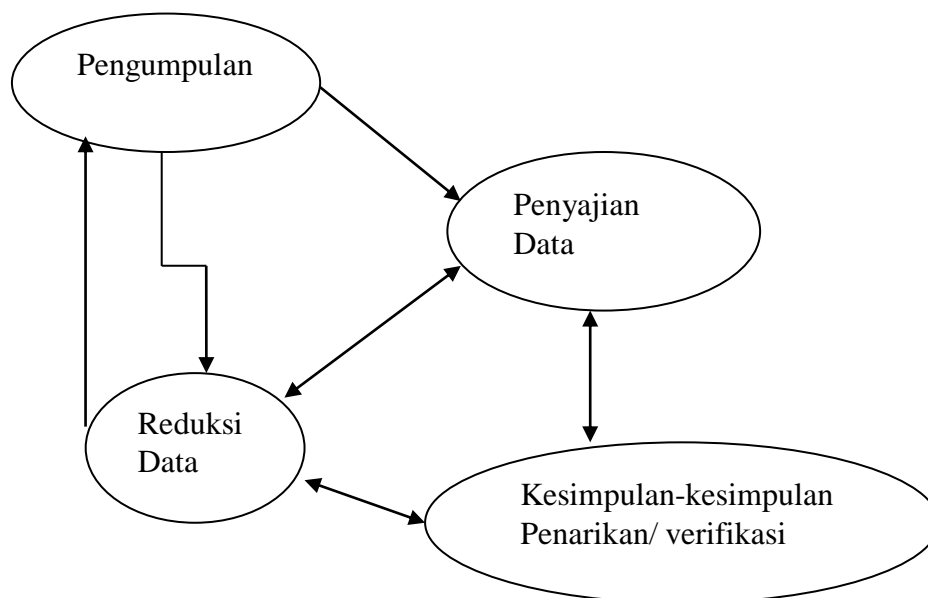 Pengumpulan
Penyajian
Data
Reduksi
Data
Kesimpulan-kesimpulan
Penarikan/ verifikasi